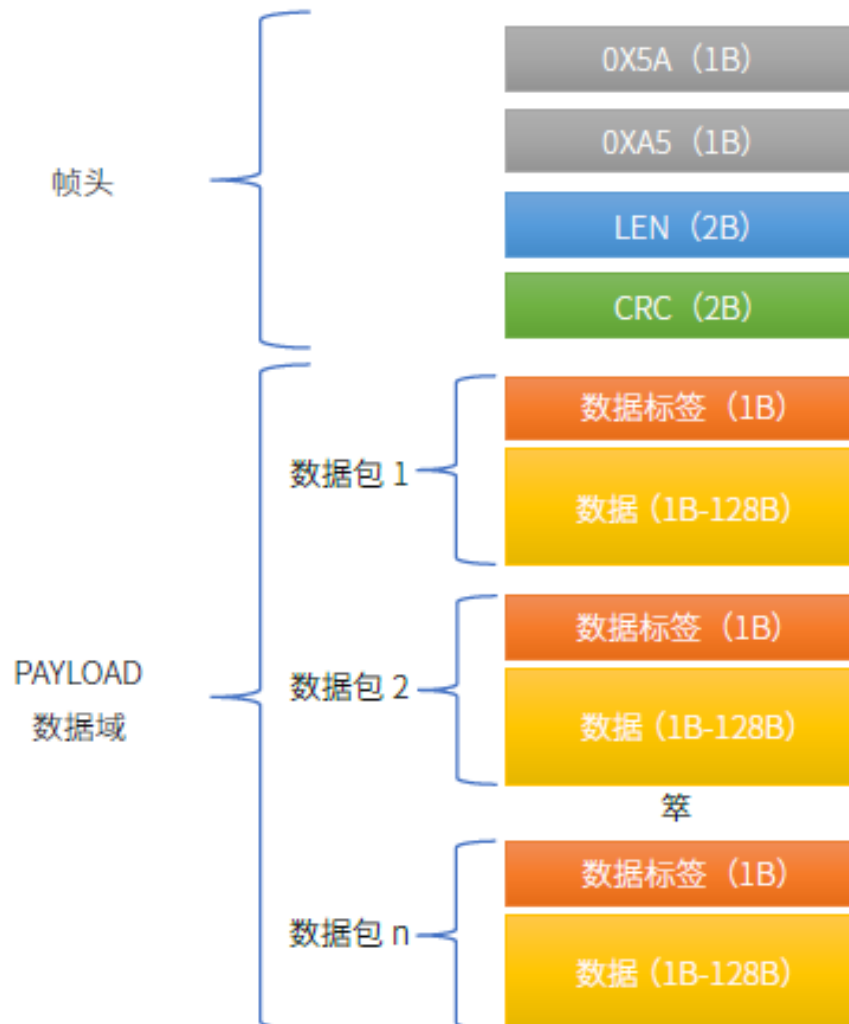 帧头
0X5A（1B）
0XA5（1B）
LEN（2B）
CRC（2B）
PAYLOAD
数据域
数据包 1
数据标签（1B）
数据（1B-128B）
数据包 2
数据标签（1B）
数据（1B-128B）
箤
数据包 n
数据标签（1B）
数据（1B-128B）